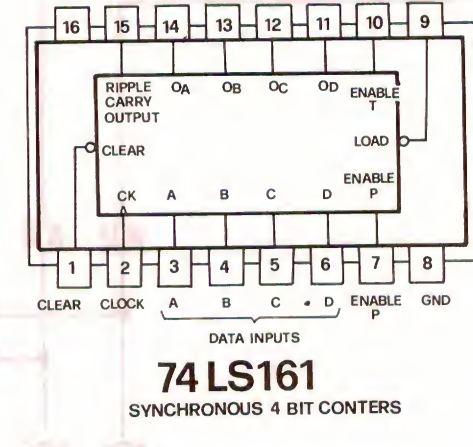 16 15 14 13 12 11 10 9
RIPPLE CARRY OUTPUT OA OB OC OD ENABLE T
CLEAR LOAD
CK A B C D ENABLE P
1 2 3 4 5 6 7 8
CLEAR CLOCK A B C D ENABLE P GND
DATA INPUTS
74 LS161
SYNCHRONOUS 4 BIT CONTERS